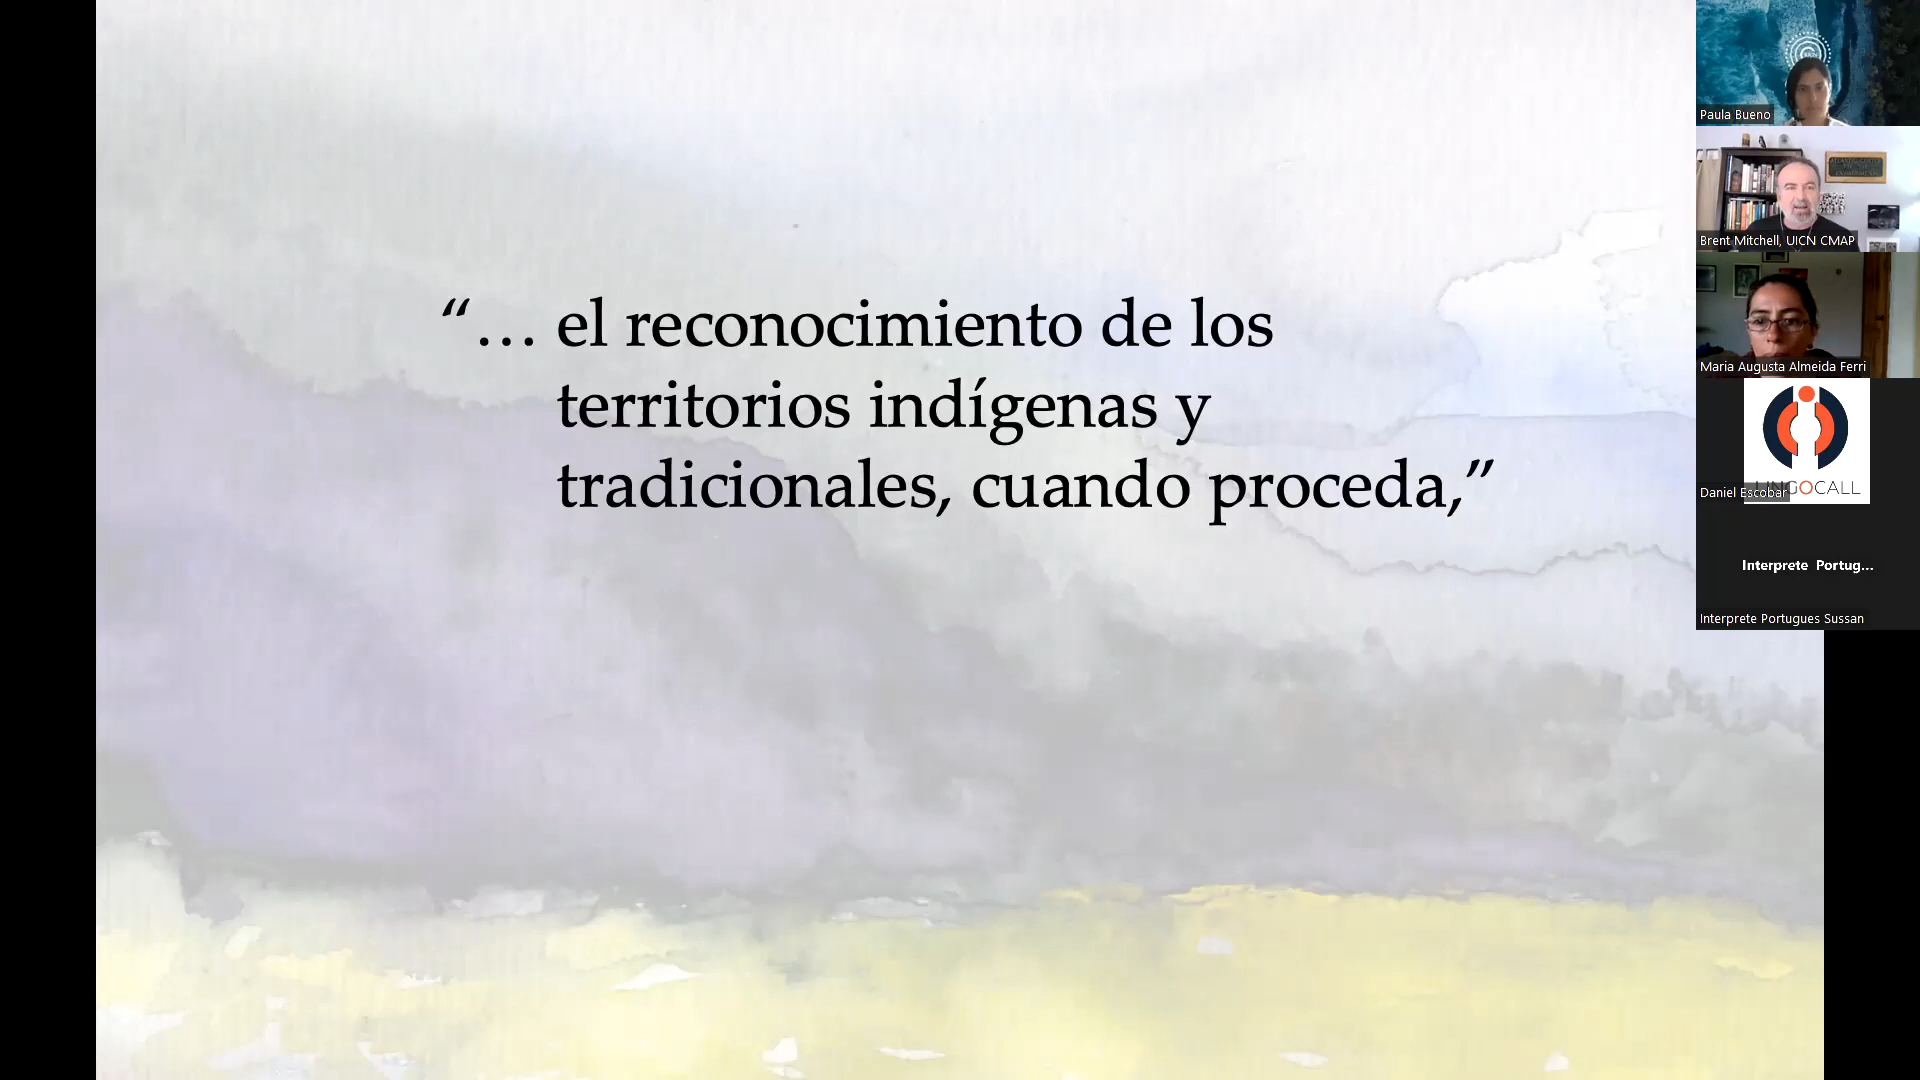 “… el reconocimiento de los
territorios indígenas y
tradicionales, cuando proceda,”
Paula Bueno
Brent Mitchell, UICN CMAP
Maria Augusta Almeida Ferri
Daniel Escobar
GOCALL
Interprete Portug...
Interprete Portugues Sussan